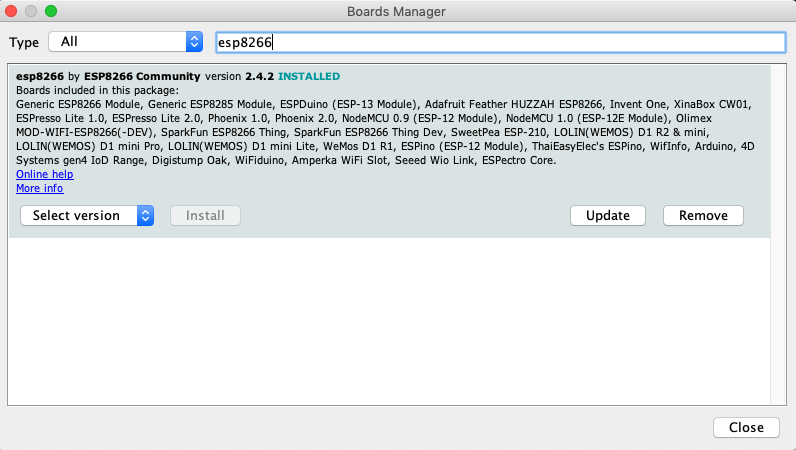 Boards Manager
Type All esp8266
esp8266 by ESP8266 Community version 2.4.2 INSTALLED
Boards included in this package:
Generic ESP8266 Module, Generic ESP8285 Module, ESPDuino (ESP-13 Module), Adafruit Feather HUZZAH ESP8266, Invent One, XinaBox CW01,
ESPresso Lite 1.0, ESPresso Lite 2.0, Phoenix 1.0, Phoenix 2.0, NodeMCU 0.9 (ESP-12 Module), NodeMCU 1.0 (ESP-12E Module), Olimex
MOD-WIFI-ESP8266(-DEV), SparkFun ESP8266 Thing, SparkFun ESP8266 Thing Dev, SweetPea ESP-210, LOLIN(WEMOS) D1 R2 & mini,
LOLIN(WEMOS) D1 mini Pro, LOLIN(WEMOS) D1 mini Lite, WeMos D1 R1, ESPino (ESP-12 Module), ThaiEasyElec's ESPino, WifInfo, Arduino, 4D
Systems gen4 IoD Range, Digistump Oak, WiFiduino, Amperka WiFi Slot, Seeed Wio Link, ESPectro Core.
Online help
More info
Select version Install Update Remove
Close